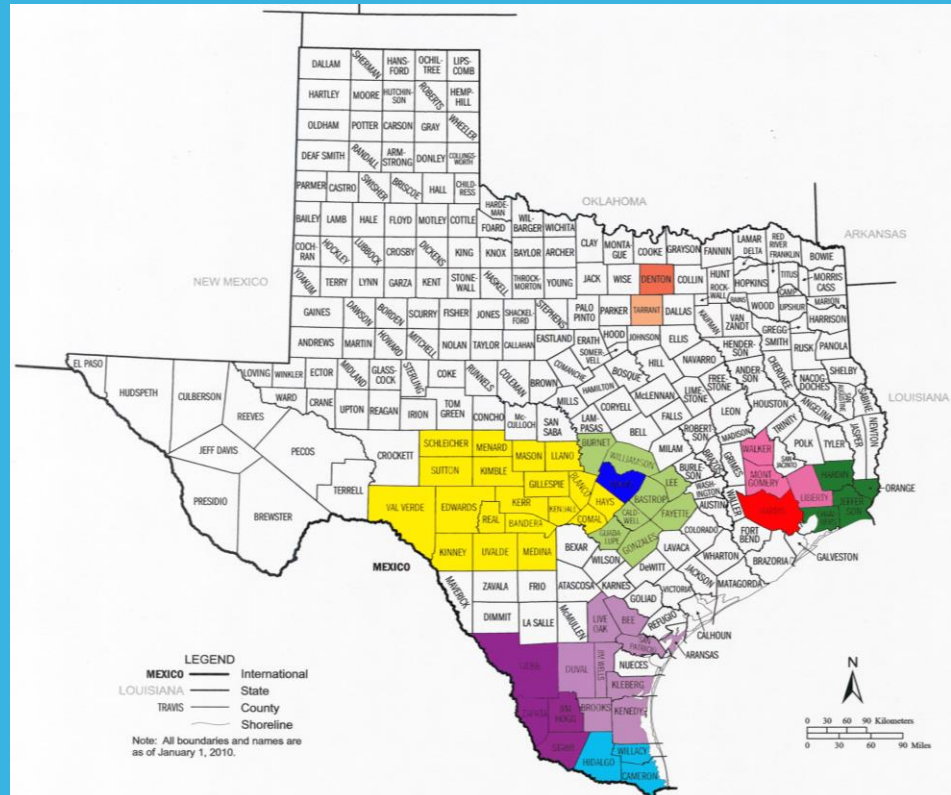 SHERMAN
DALLAM
HANS-
FORD
OCHIL-
TREE
LIPS-
COMB
HARTLEY
MOORE
HUTCHIN-
SON
ROBERTS
HEMP-
HILL
OLDHAM
POTTER
CARSON
GRAY
WHEELER
DEAF SMITH
RANDALL
ARM-
STRONG
DONLEY
COLLINGS-
WORTH
PARMER
CASTRO
SWISHER
BRISCOE
HALL
CHILD-
RESS
HARDE-
MAN
OKLAHOMA
BAILEY
LAMB
HALE
FLOYD
MOTLEY
COTTLE
FOARD
WIL-
BARGER
WICHITA
CLAY
MONTA-
GUE
COOKE
GRAYSON
FANNIN
LAMAR
DELTA
RED
RIVER
FRANKLIN
TITUS
BOWIE
ARKANSAS
COCH-
RAN
HOCKLEY
LUBBOCK
CROSBY
DICKENS
KING
KNOX
BAYLOR
ARCHER
NEW MEXICO
YOAKUM
TERRY
LYNN
GARZA
KENT
STONE-
WALL
HASKELL
THROCK-
MORTON
YOUNG
JACK
WISE
DENTON
COLLIN
HUNT
ROCK-
WALL
HOPKINS
CAMP
MORRIS
CASS
RAINS
WOOD
UPSHUR
MARION
GAINES
DAWSON
BORDEN
SCURRY
FISHER
JONES
SHACKEL-
FORD
STEPHENS
PALO
PINTO
PARKER
TARRANT
DALLAS
KAUFMAN
VAN
ZANDT
GREGG
SMITH
HARRISON
ANDREWS
MARTIN
HOWARD
MITCHELL
NOLAN
TAYLOR
CALLAHAN
EASTLAND
ERATH
HOOD
SOMER-
VELL
JOHNSON
ELLIS
HENDER-
SON
RUSK
PANOLA
EL PASO
HUDSPETH
CULBERSON
REEVES
LOVING
WINKLER
ECTOR
MIDLAND
GLASS-
COCK
STERLING
COKE
RUNNELS
COLEMAN
BROWN
COMANCHE
HAMILTON
BOSQUE
HILL
NAVARRO
FREE-
STONE
ANDER-
SON
CHEROKEE
NACOG-
DOCHES
SHELBY
WARD
CRANE
UPTON
REAGAN
IRION
TOM
GREEN
CONCHO
Mc-
CULLOCH
SAN
SABA
MILLS
LAM-
PASAS
CORYELL
McLENNAN
FALLS
LIME-
STONE
LEON
HOUSTON
ANGELINA
SABINE
LOUISIANA
JEFF DAVIS
PECOS
CROCKETT
BELL
MILAM
ROBERT-
SON
MADISON
TRINITY
POLK
TYLER
JASPER
NEWTON
SCHLEICHER
MENARD
MASON
LLANO
BURNET
WILLIAMSON
BURLE-
SON
BRAZOS
GRIMES
WALKER
SAN
JACINTO
PRESIDIO
BREWSTER
TERRELL
SUTTON
KIMBLE
GILLESPIE
BLANCO
HAYS
LEE
BASTROP
WASH-
INGTON
MONT
GOMERY
HARDIN
ORANGE
VAL VERDE
EDWARDS
REAL
KERR
KENDALL
BANDERA
COMAL
CALD-
WELL
FAYETTE
AUSTIN
WALLER
LIBERTY
JEFFER
SON
KINNEY
UVALDE
MEDINA
BEXAR
GUADA
LUPE
GONZALES
COLORADO
FORT
BEND
GALVESTON
MEXICO
MAVERICK
ZAVALA
FRIO
ATASCOSA
WILSON
KARNES
DeWITT
LAVACA
WHARTON
BRAZORIA
JACKSON
MATAGORDA
DIMMIT
LA SALLE
McMULLEN
LIVE
OAK
BEE
GOLIAD
VICTORIA
REFUGIO
CALHOUN
SAN
PATRICIO
ARANSAS
NUECES
DUVAL
JIM WELLS
KLEBERG
ZAPATA
JIM
HOGG
BROOKS
KENEDY
STARR
HIDALGO
WILLACY
CAMERON
LEGEND
MEXICO International
LOUISIANA State
TRAVIS County
Shoreline
Note: All boundaries and names are
as of January 1, 2010.
N
0 30 60 90 Kilometers
0 30 60 90 Miles